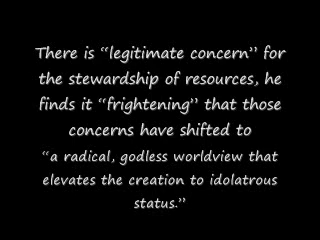 There is “legitimate concern” for
the stewardship of resources, he
finds it “frightening” that those
concerns have shifted to
“a radical, godless worldview that
elevates the creation to idolatrous
status.”